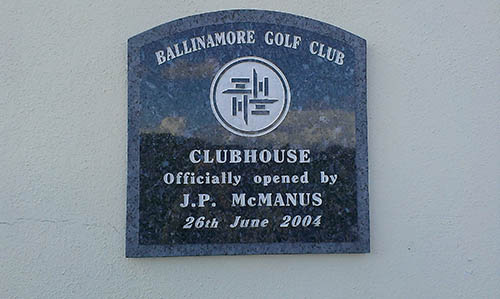 BALLINAMORE GOLF CLUB
CLUBHOUSE
Officially opened by
J.P. McMANUS
26th June 2004